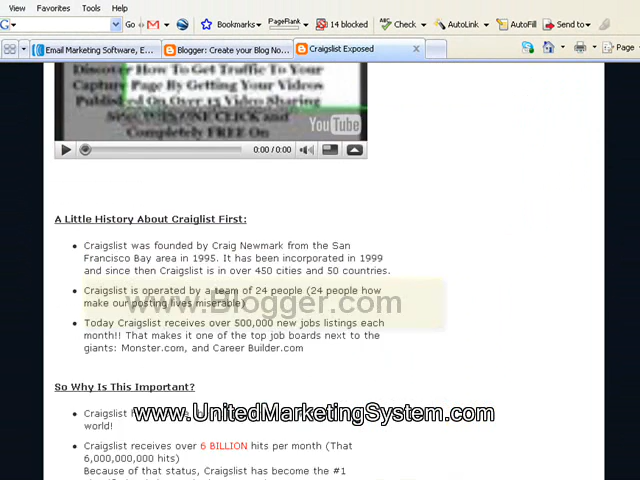 View Favorites Tools Help
G Go M Bookmarks PageRank 14 blocked Check AutoLink AutoFill Send to
Email Marketing Software, E... Blogger: Create your Blog No... Craigslist Exposed Page
Discover How To Get Traffic To Your
Capture Page By Getting Your Videos
Published On Over 15 Video Sharing
Sites With ONE CLICK and
Completely FREE On
YouTube
0:00 / 0:00
A Little History About Craiglist First:
• Craigslist was founded by Craig Newmark from the San
Francisco Bay area in 1995. It has been incorporated in 1999
and since then Craigslist is in over 450 cities and 50 countries.
• Craigslist is operated by a team of 24 people (24 people how
make our posting lives miserable)
www.Blogger.com
• Today Craigslist receives over 500,000 new jobs listings each
month!! That makes it one of the top job boards next to the
giants: Monster.com, and Career Builder.com
So Why Is This Important?
• Craigslist
www.UnitedMarketingSystem.com
world!
• Craigslist receives over 6 BILLION hits per month (That
6,000,000,000 hits)
Because of that status, Craigslist has become the #1